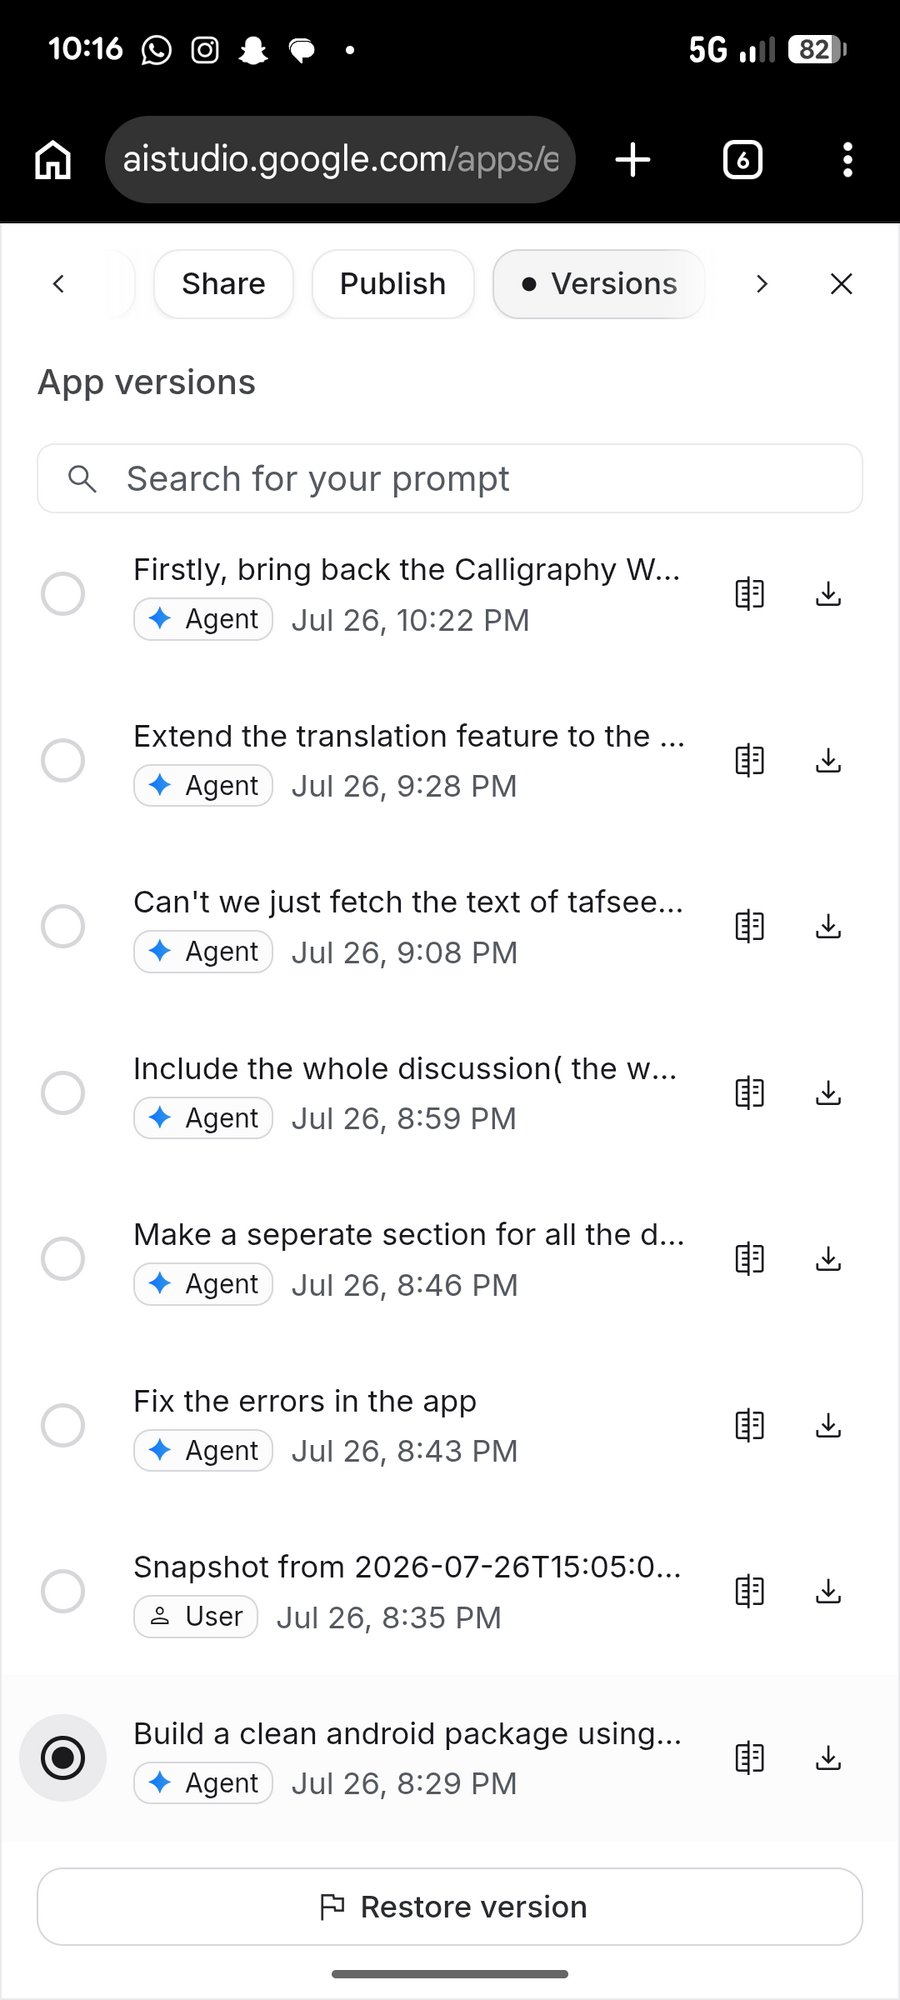 10:16
5G
82
aistudio.google.com/apps/e
6
Share
Publish
Versions
App versions
Search for your prompt
Firstly, bring back the Calligraphy W...
Agent Jul 26, 10:22 PM
Extend the translation feature to the ...
Agent Jul 26, 9:28 PM
Can't we just fetch the text of tafsee...
Agent Jul 26, 9:08 PM
Include the whole discussion( the w...
Agent Jul 26, 8:59 PM
Make a seperate section for all the d...
Agent Jul 26, 8:46 PM
Fix the errors in the app
Agent Jul 26, 8:43 PM
Snapshot from 2026-07-26T15:05:0...
User Jul 26, 8:35 PM
Build a clean android package using...
Agent Jul 26, 8:29 PM
Restore version